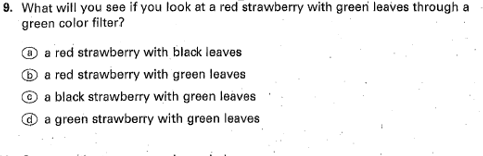 9. What will you see if you look at a red strawberry with green leaves through a
green color filter?
ⓐ a red strawberry with black leaves
ⓑ a red strawberry with green leaves
ⓒ a black strawberry with green leaves
ⓓ a green strawberry with green leaves